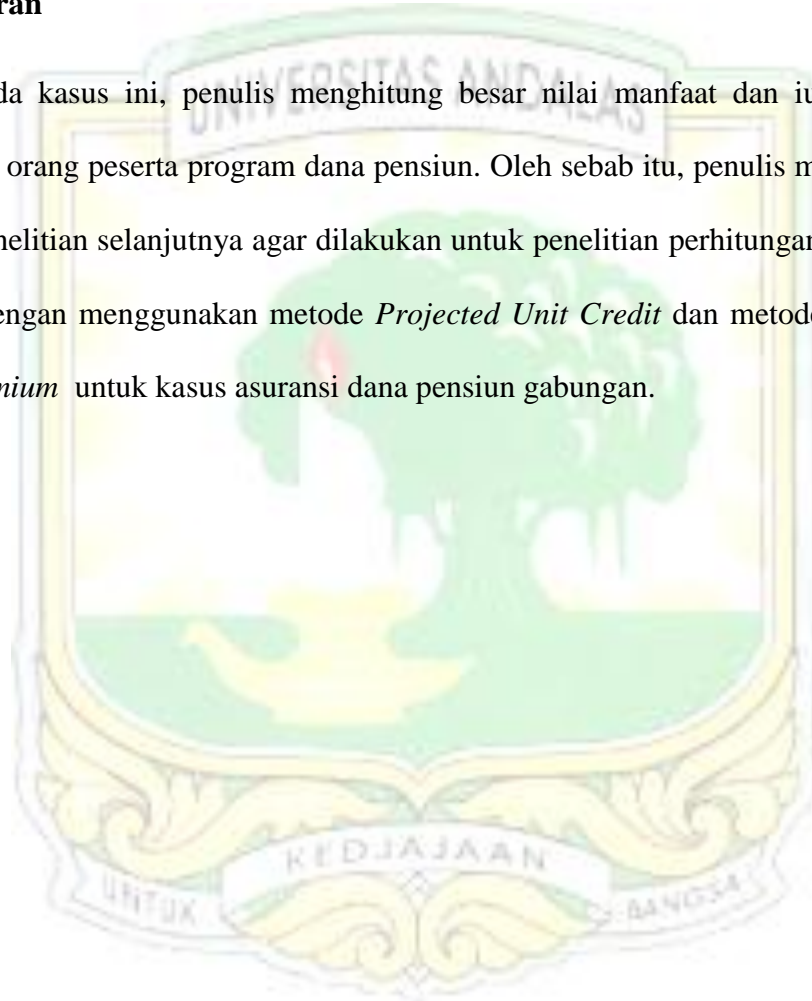 ran
da kasus ini, penulis menghitung besar nilai manfaat dan iu
orang peserta program dana pensiun. Oleh sebab itu, penulis m
nelitian selanjutnya agar dilakukan untuk penelitian perhitungan
engan menggunakan metode Projected Unit Credit dan metode
nium untuk kasus asuransi dana pensiun gabungan.
UNIVERSITAS ANDALAS
KEDJAJAAN
UNTUK BANGSA